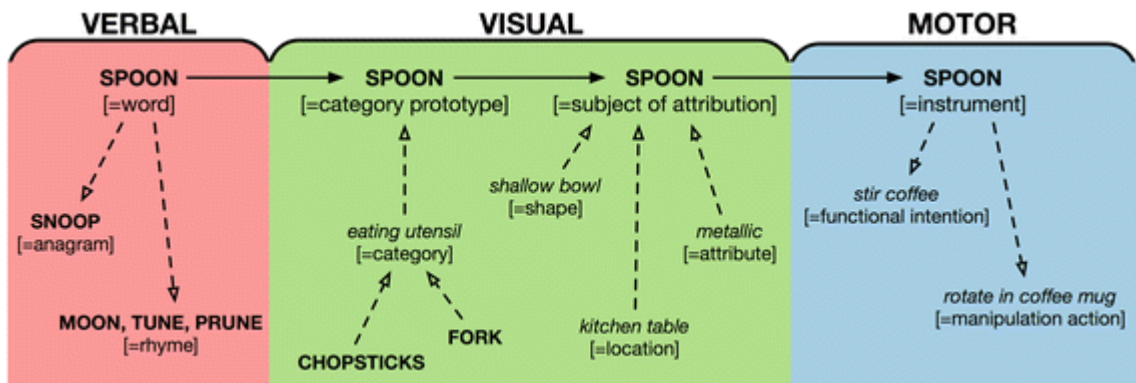 VERBAL
VISUAL
MOTOR
SPOON
[=word]
SPOON
[=category prototype]
SPOON
[=subject of attribution]
SPOON
[=instrument]
SNOOP
[=anagram]
MOON, TUNE, PRUNE
[=rhyme]
eating utensil
[=category]
CHOPSTICKS
FORK
shallow bowl
[=shape]
kitchen table
[=location]
metallic
[=attribute]
stir coffee
[=functional intention]
rotate in coffee mug
[=manipulation action]